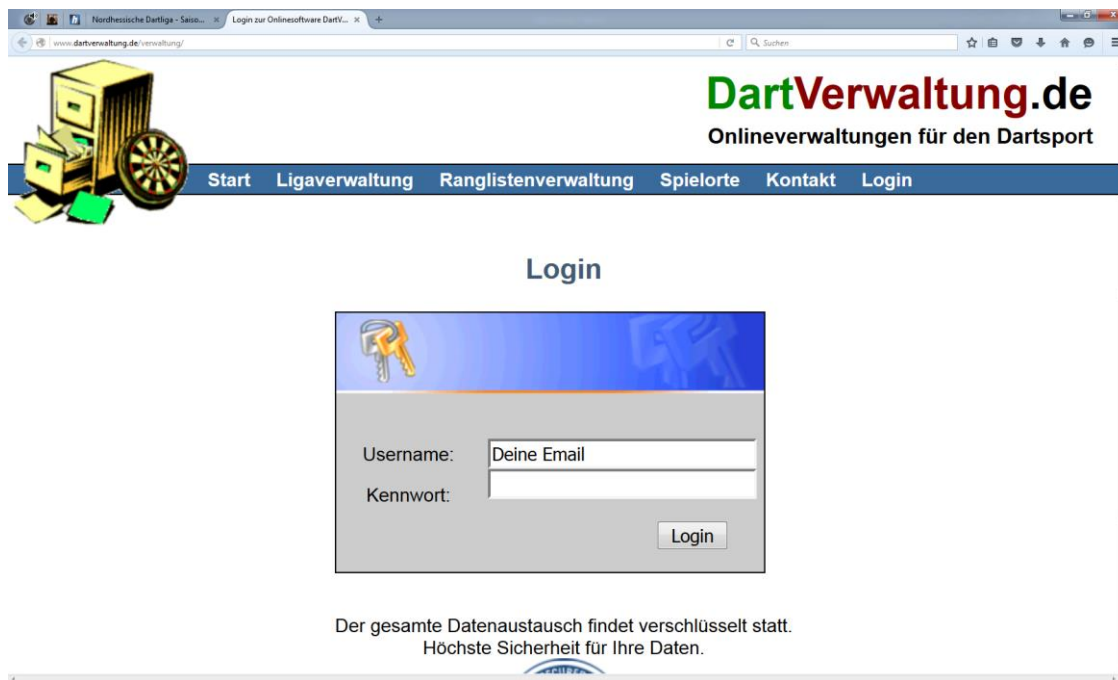 Nordhessische Dartliga - Saiso... Login zur Onlinesoftware DartV...
www.dartverwaltung.de/verwaltung/ Suchen
DartVerwaltung.de
Onlineverwaltungen für den Dartsport
Start Ligaverwaltung Ranglistenverwaltung Spielorte Kontakt Login
Login
Username: Deine Email
Kennwort:
Login
Der gesamte Datenaustausch findet verschlüsselt statt.
Höchste Sicherheit für Ihre Daten.